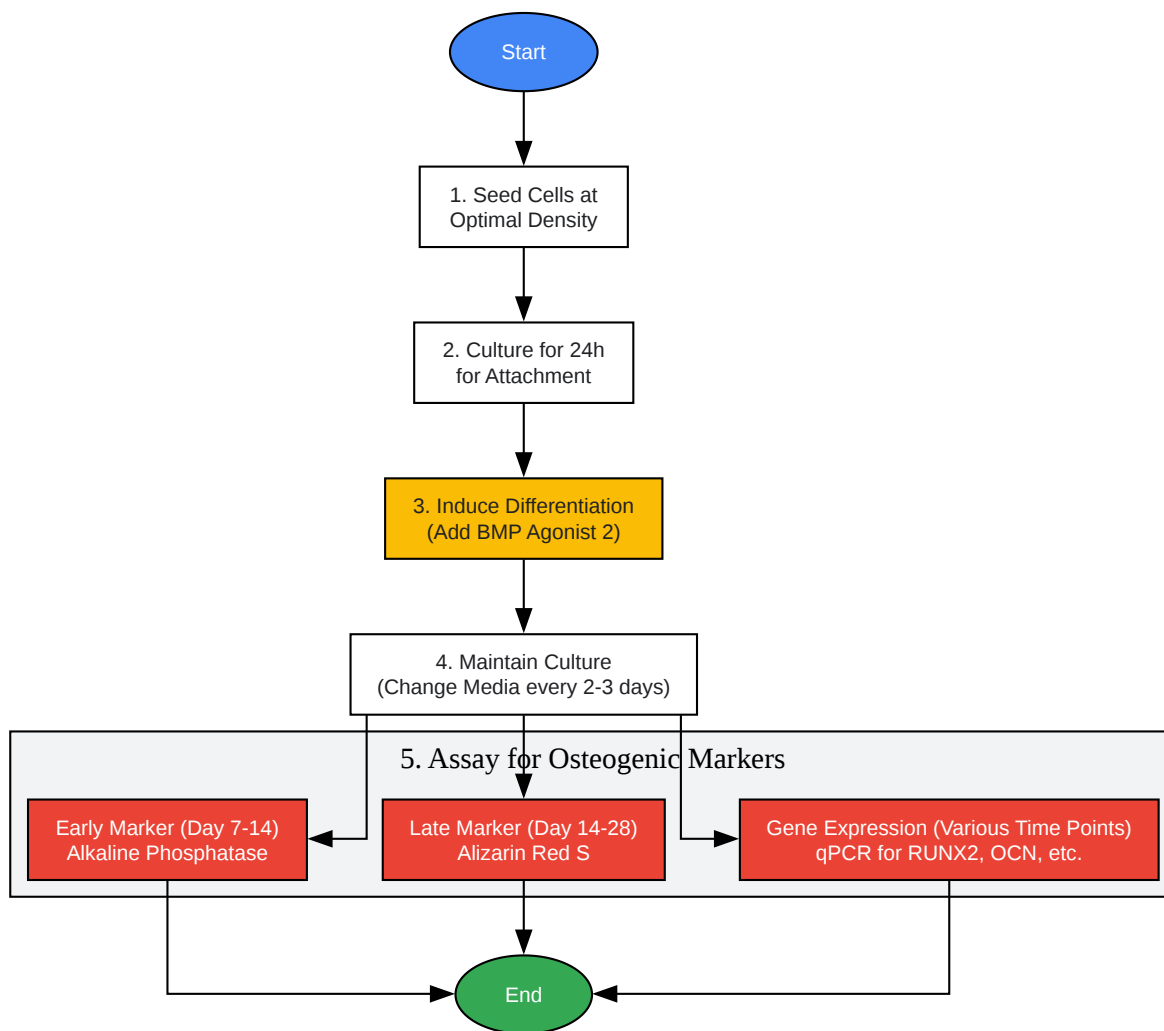 Start
1. Seed Cells at
Optimal Density
2. Culture for 24h
for Attachment
3. Induce Differentiation
(Add BMP Agonist 2)
4. Maintain Culture
(Change Media every 2-3 days)
5. Assay for Osteogenic Markers
Early Marker (Day 7-14)
Alkaline Phosphatase
Late Marker (Day 14-28)
Alizarin Red S
Gene Expression (Various Time Points)
qPCR for RUNX2, OCN, etc.
End